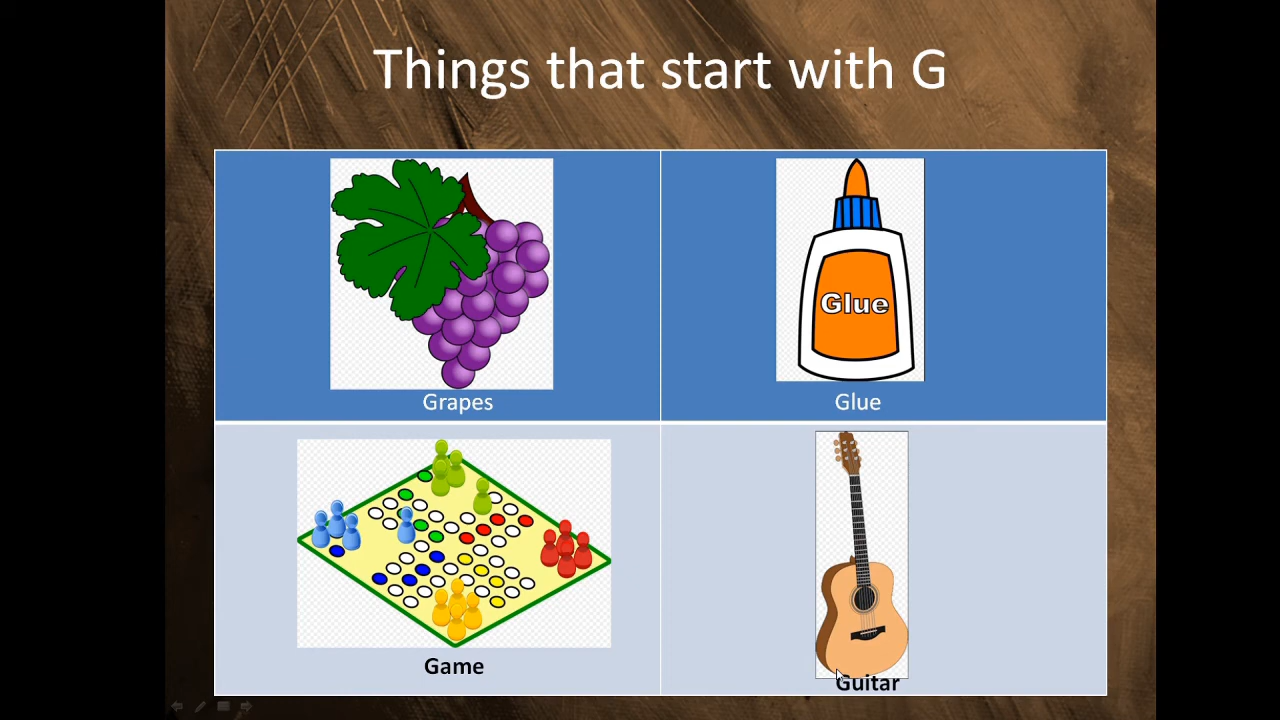 Things that start with G
Glue
Grapes
Glue
Game
Guitar